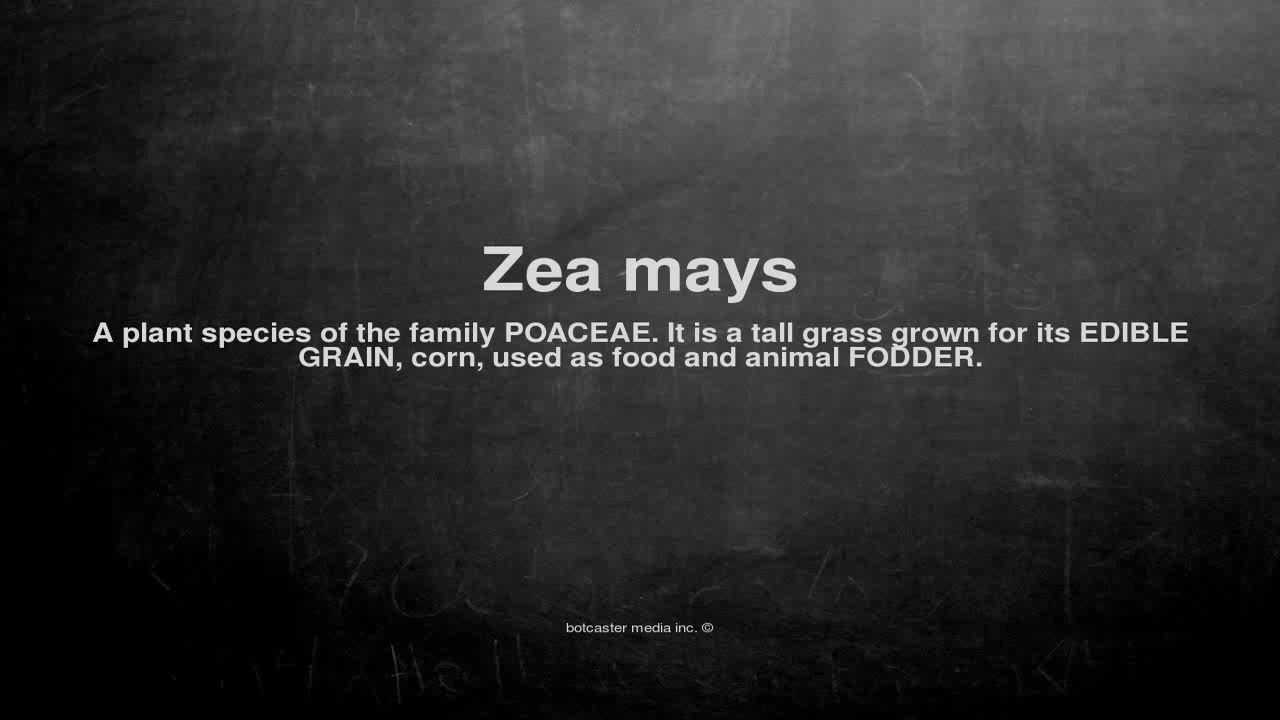 Zea mays
A plant species of the family POACEAE. It is a tall grass grown for its EDIBLE
GRAIN, corn, used as food and animal FODDER.
botcaster media inc. ©